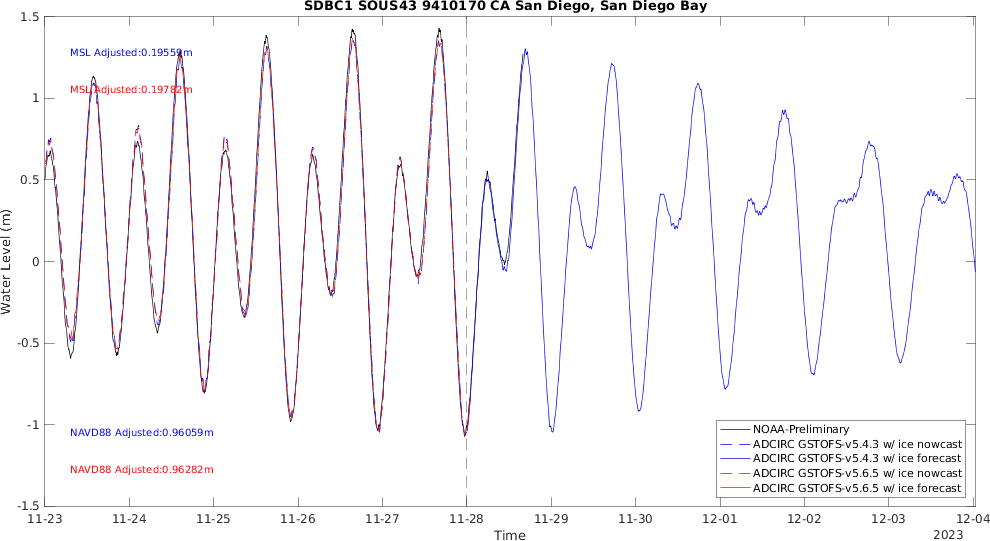 SDBC1 SOUS43 9410170 CA San Diego, San Diego Bay
1.5
MSL Adjusted:0.19559m
MSL Adjusted:0.19782m
1
0.5
0
-0.5
-1
-1.5
Water Level (m)
NAVD88 Adjusted:0.96059m
NAVD88 Adjusted:0.96282m
NOAA-Preliminary
ADCIRC GSTOFS-v5.4.3 w/ ice nowcast
ADCIRC GSTOFS-v5.4.3 w/ ice forecast
ADCIRC GSTOFS-v5.6.5 w/ ice nowcast
ADCIRC GSTOFS-v5.6.5 w/ ice forecast
11-23 11-24 11-25 11-26 11-27 11-28 11-29 11-30 12-01 12-02 12-03 12-04
Time
2023